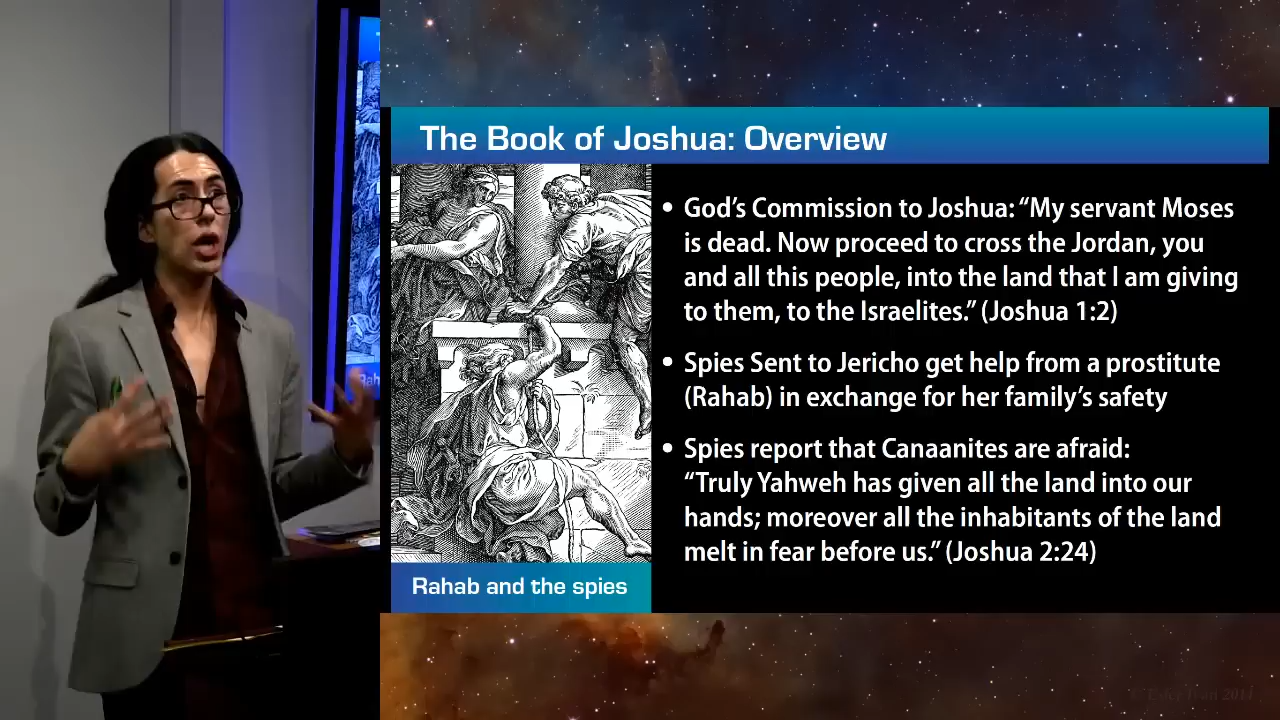 The Book of Joshua: Overview
• God’s Commission to Joshua: “My servant Moses
is dead. Now proceed to cross the Jordan, you
and all this people, into the land that I am giving
to them, to the Israelites.” (Joshua 1:2)
• Spies Sent to Jericho get help from a prostitute
(Rahab) in exchange for her family’s safety
• Spies report that Canaanites are afraid:
“Truly Yahweh has given all the land into our
hands; moreover all the inhabitants of the land
melt in fear before us.” (Joshua 2:24)
Rahab and the spies